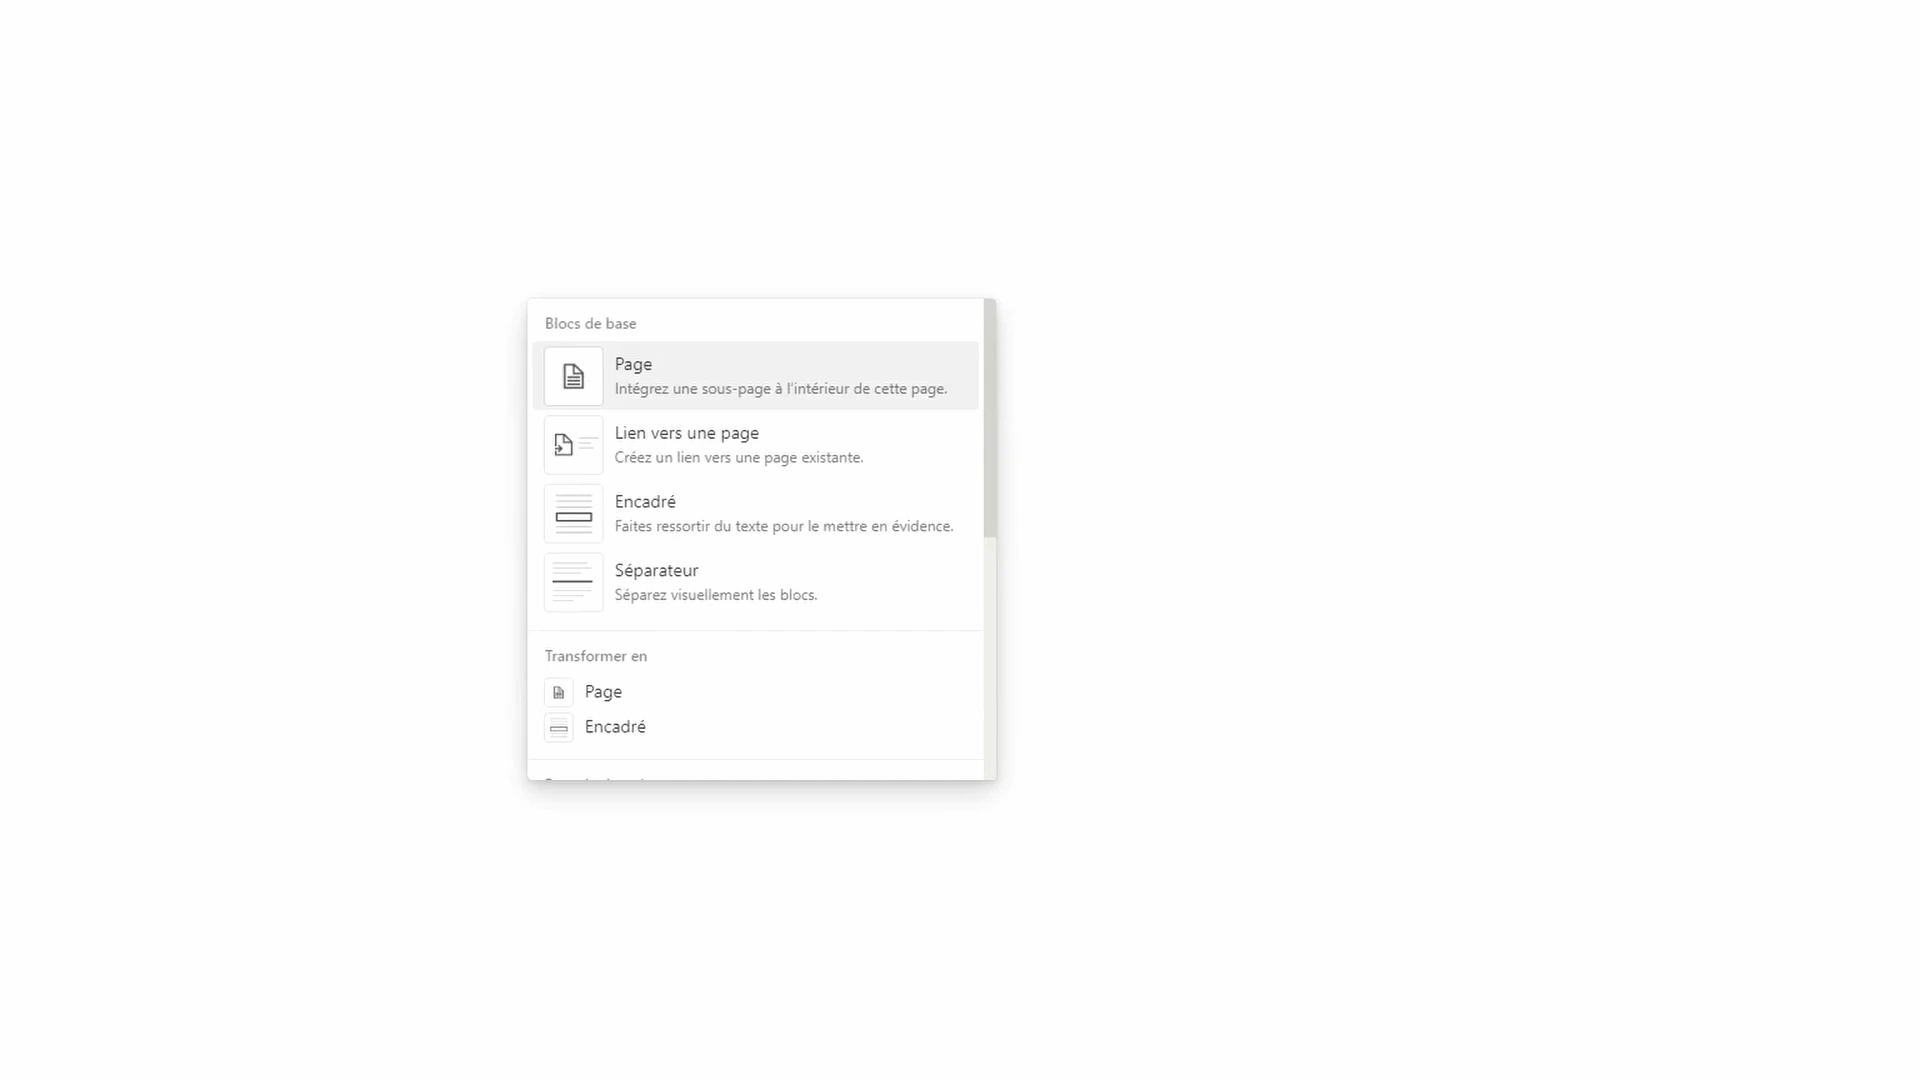 Blocs de base
Page
Intégrez une sous-page à l'intérieur de cette page.
Lien vers une page
Créez un lien vers une page existante.
Encadré
Faites ressortir du texte pour le mettre en évidence.
Séparateur
Séparez visuellement les blocs.
Transformer en
Page
Encadré